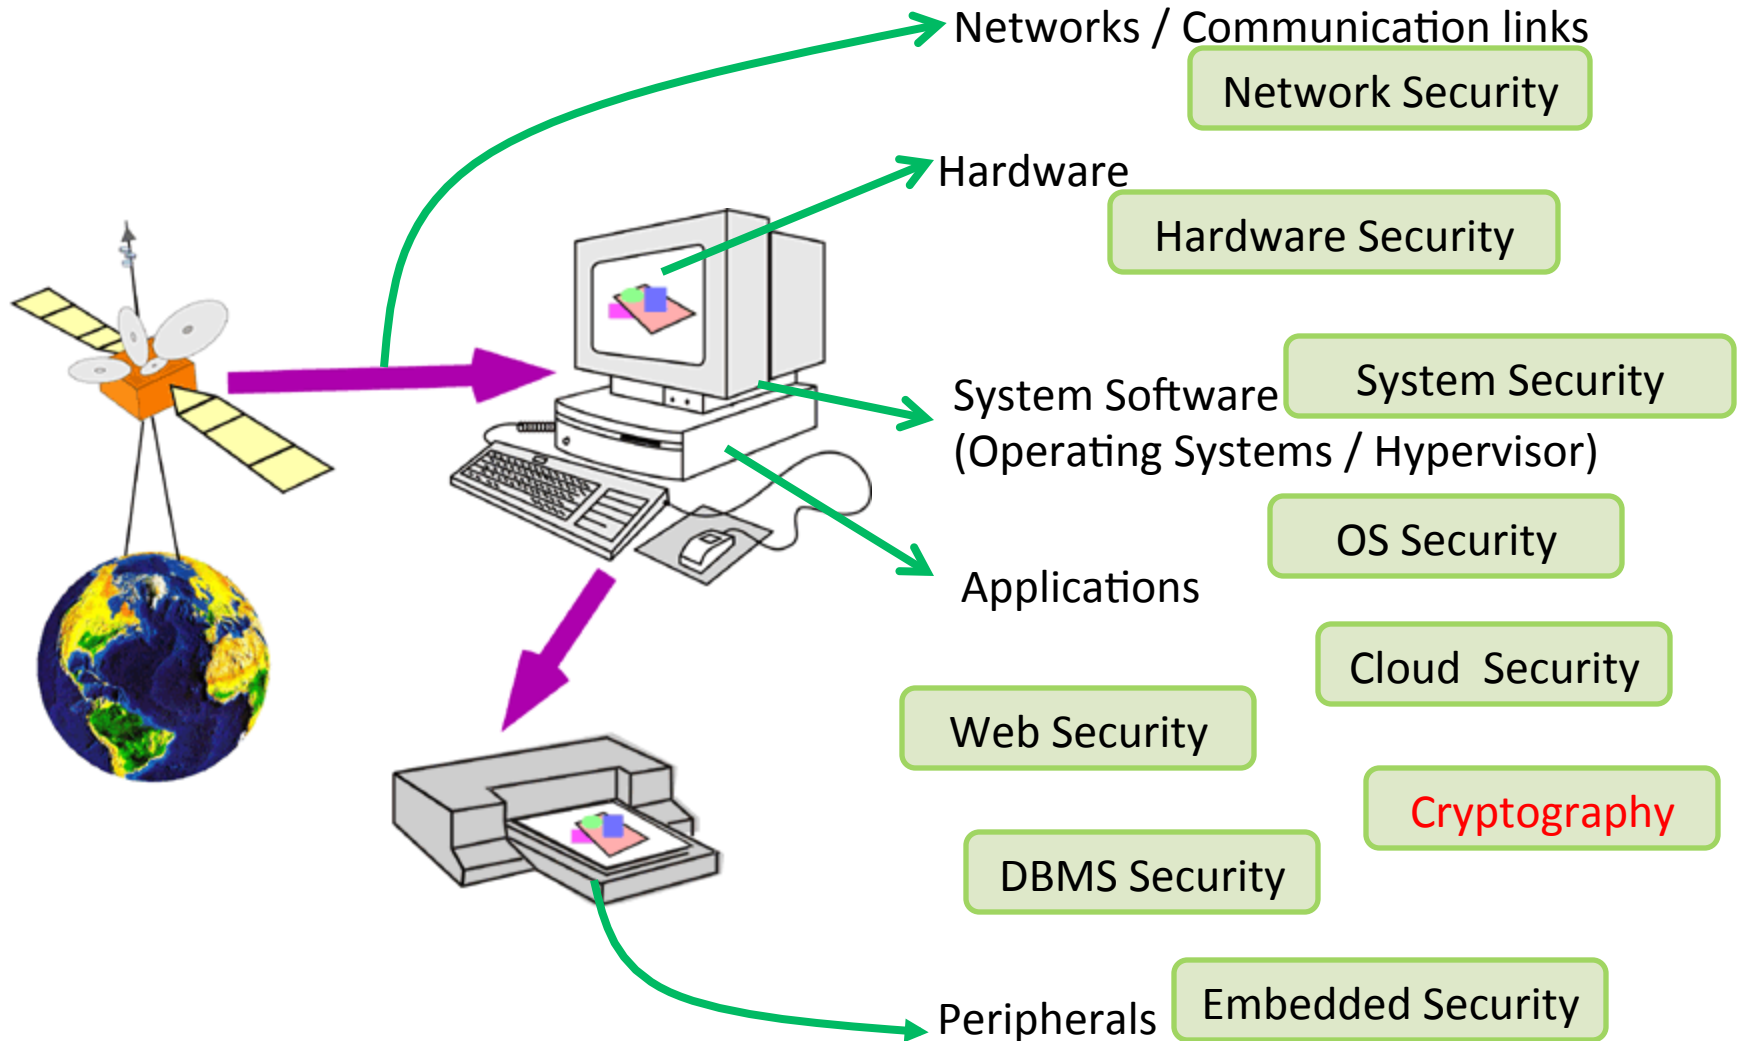 Networks / Communication links
Network Security
Hardware
Hardware Security
System Software
System Security
(Operating Systems / Hypervisor)
OS Security
Applications
Cloud Security
Web Security
Cryptography
DBMS Security
Peripherals
Embedded Security